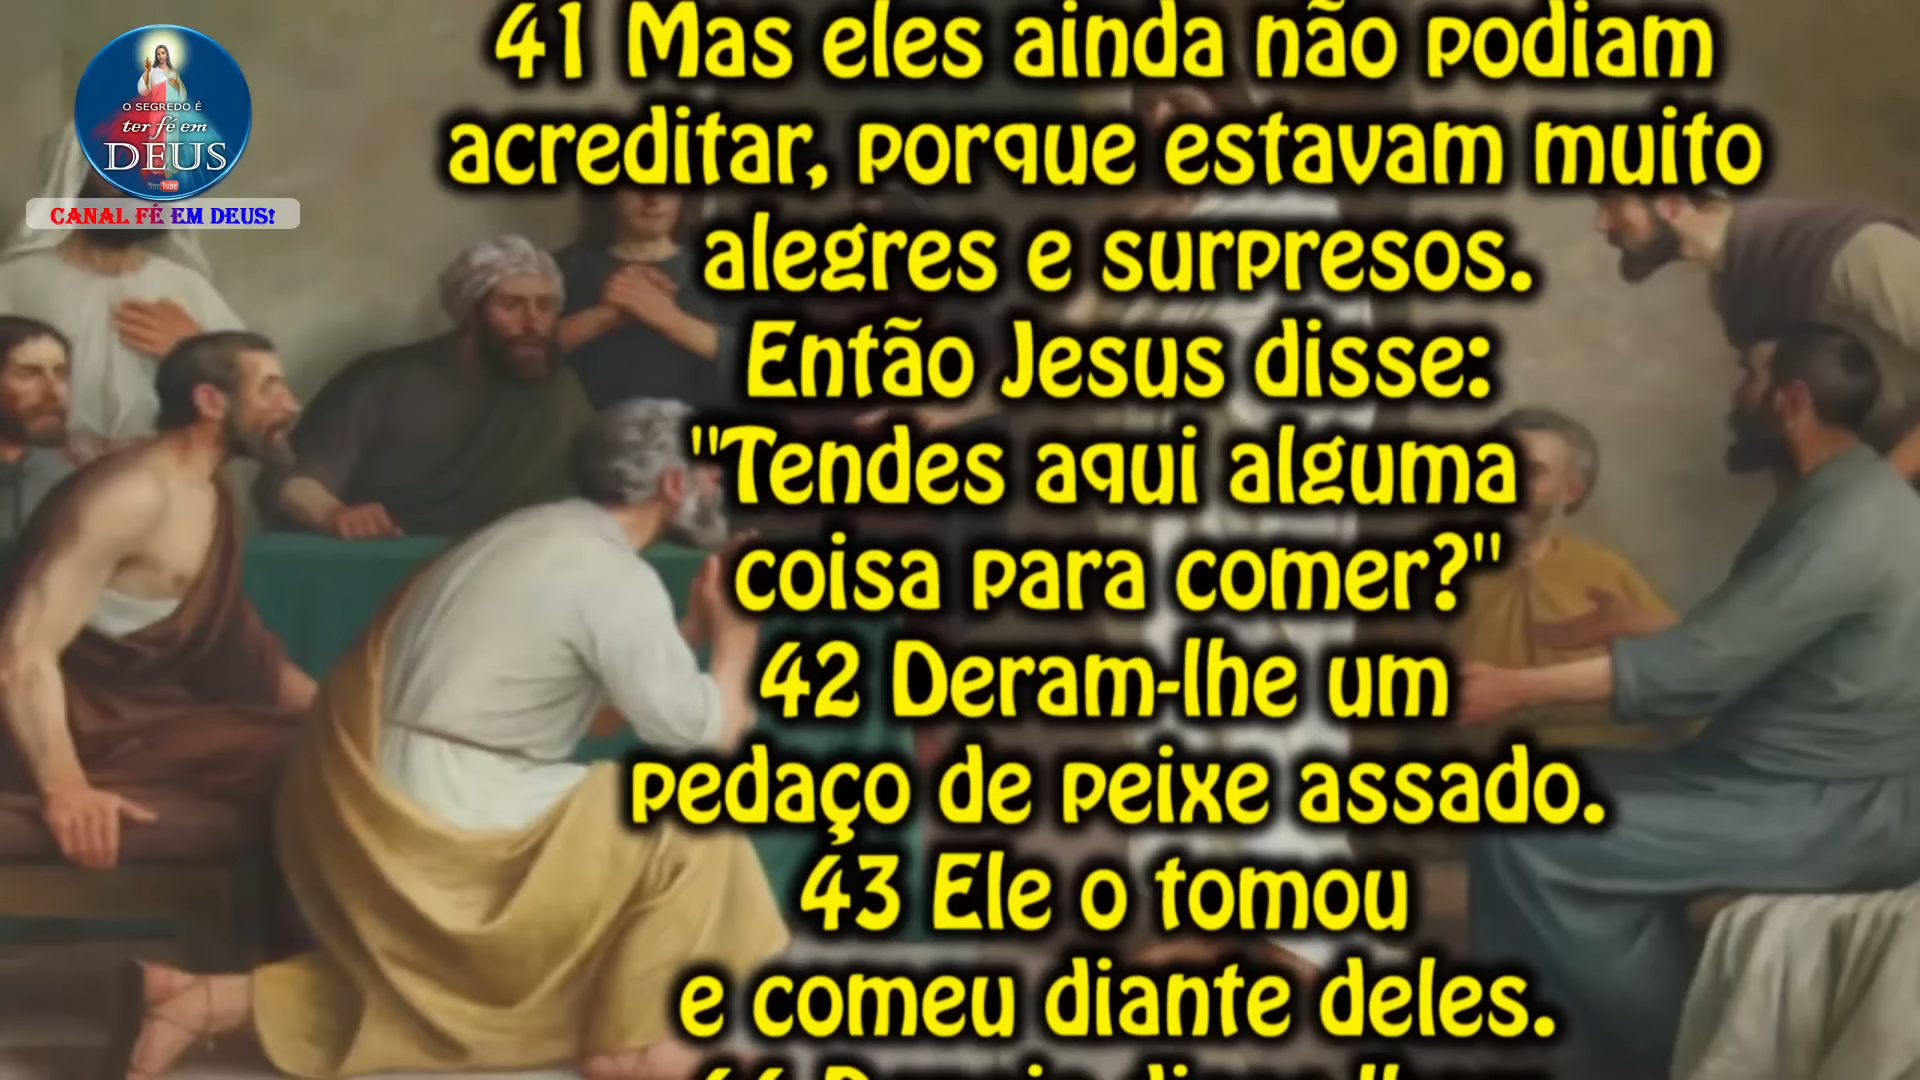 O SEGREDO É
ter fé em
DEUS
CANAL FÉ EM DEUS!
41 Mas eles ainda não podiam
acreditar, porque estavam muito
alegres e surpresos.
Então Jesus disse:
"Tendes aqui alguma
coisa para comer?"
42 Deram-lhe um
pedaço de peixe assado.
43 Ele o tomou
e comeu diante deles.